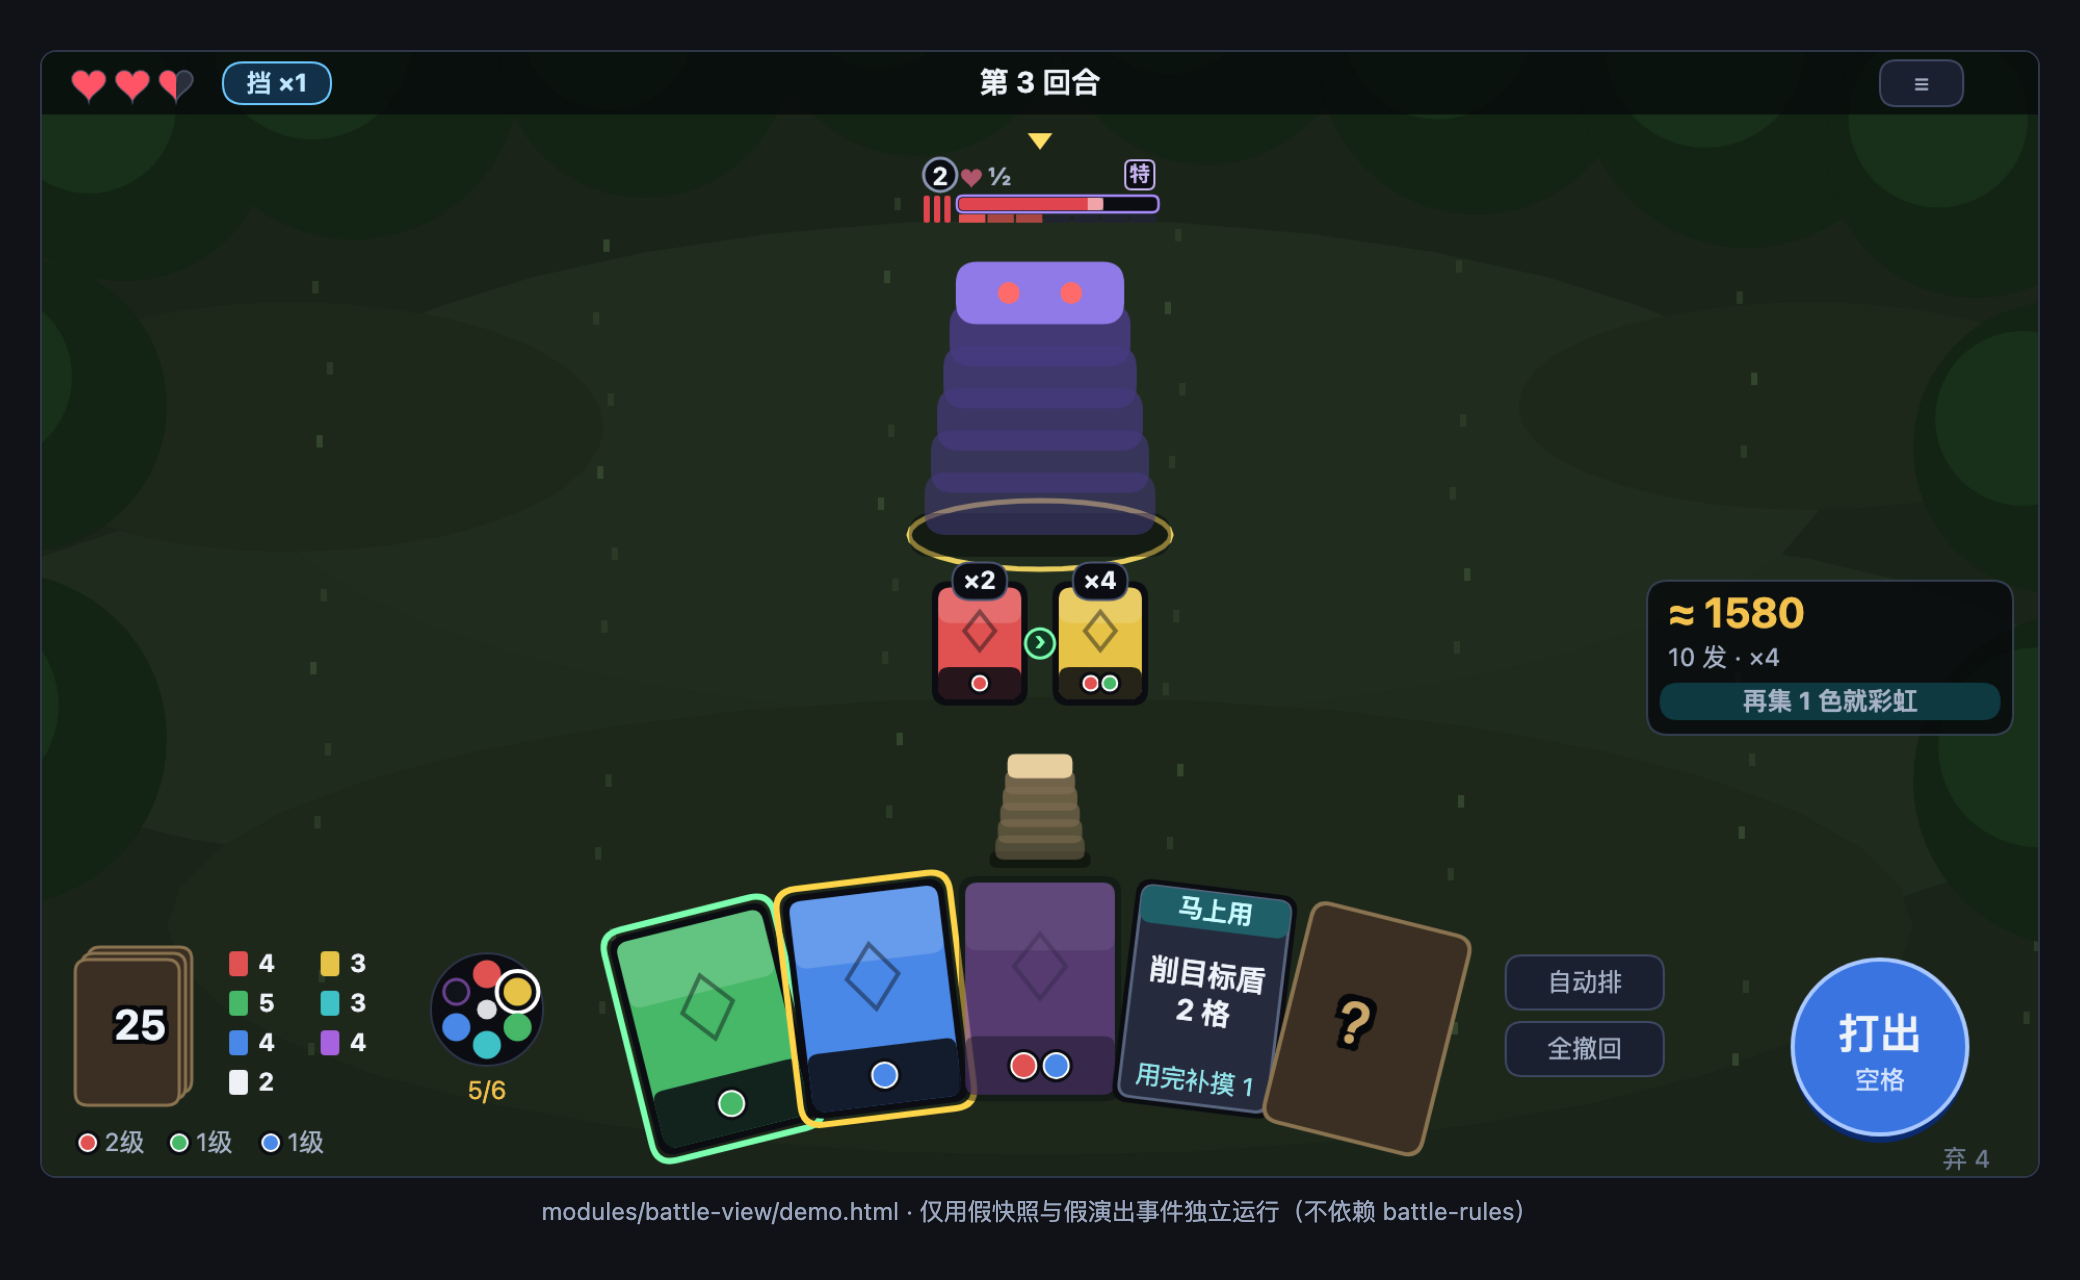 挡 ×1
第 3 回合
≡
2 ½ 特
×2 ×4
≈ 1580
10 发 · ×4
再集 1 色就彩虹
马上用
削目标盾
2 格
用完补摸 1
?
25
4 3
5 3
4 4
2
5/6
2级 1级 1级
自动排
全撤回
打出
空格
弃 4
modules/battle-view/demo.html · 仅用假快照与假演出事件独立运行（不依赖 battle-rules）